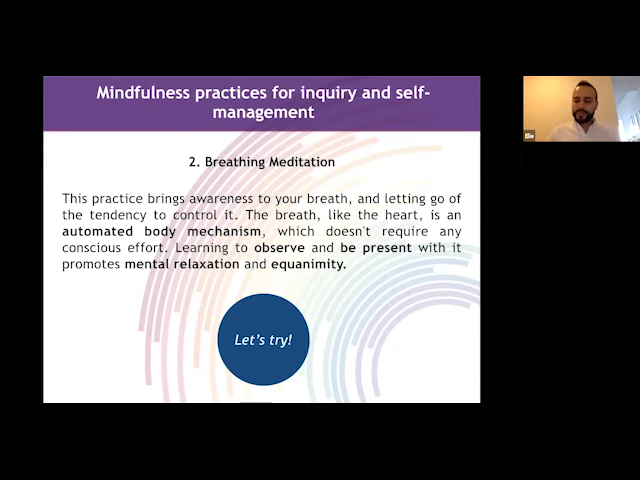 Mindfulness practices for inquiry and self-
management
2. Breathing Meditation
This practice brings awareness to your breath, and letting go of
the tendency to control it. The breath, like the heart, is an
automated body mechanism, which doesn't require any
conscious effort. Learning to observe and be present with it
promotes mental relaxation and equanimity.
Let's try!
Elie